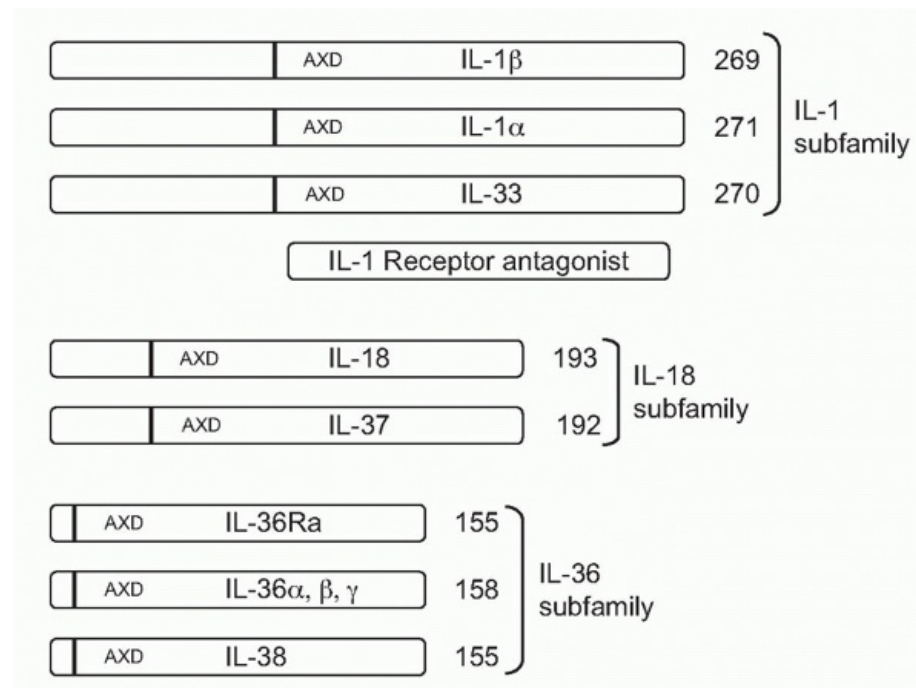 AXD IL-1β 269
AXD IL-1α 271
AXD IL-33 270
IL-1
subfamily
IL-1 Receptor antagonist
AXD IL-18 193
AXD IL-37 192
IL-18
subfamily
AXD IL-36Ra 155
AXD IL-36α, β, γ 158
AXD IL-38 155
IL-36
subfamily